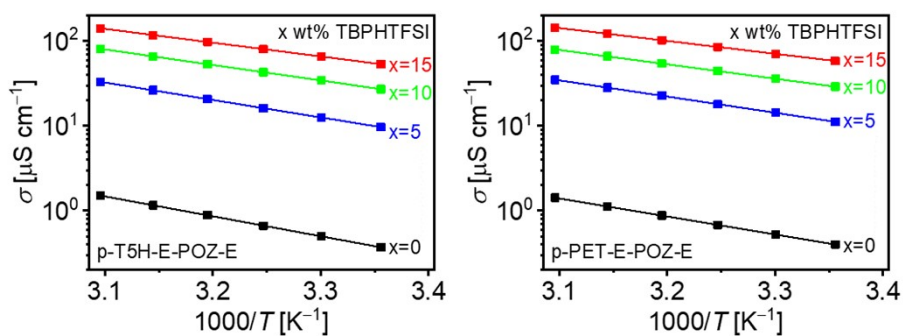 x wt% TBPHTFSI
10²
x=15
x=10
10¹
x=5
σ [μS cm⁻¹]
10⁰
x=0
p-T5H-E-POZ-E
3.1 3.2 3.3 3.4
1000/T [K⁻¹]
x wt% TBPHTFSI
10²
x=15
x=10
10¹
x=5
σ [μS cm⁻¹]
10⁰
x=0
p-PET-E-POZ-E
3.1 3.2 3.3 3.4
1000/T [K⁻¹]